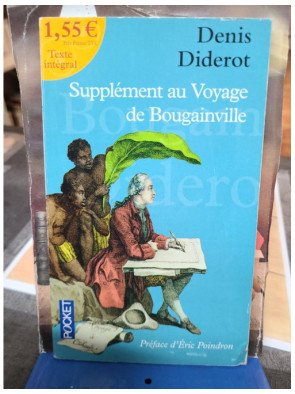 1,55 €
Texte
intégral
Denis
Diderot
Supplément au Voyage
de Bougainville
POCKET
Préface d'Éric Poindron